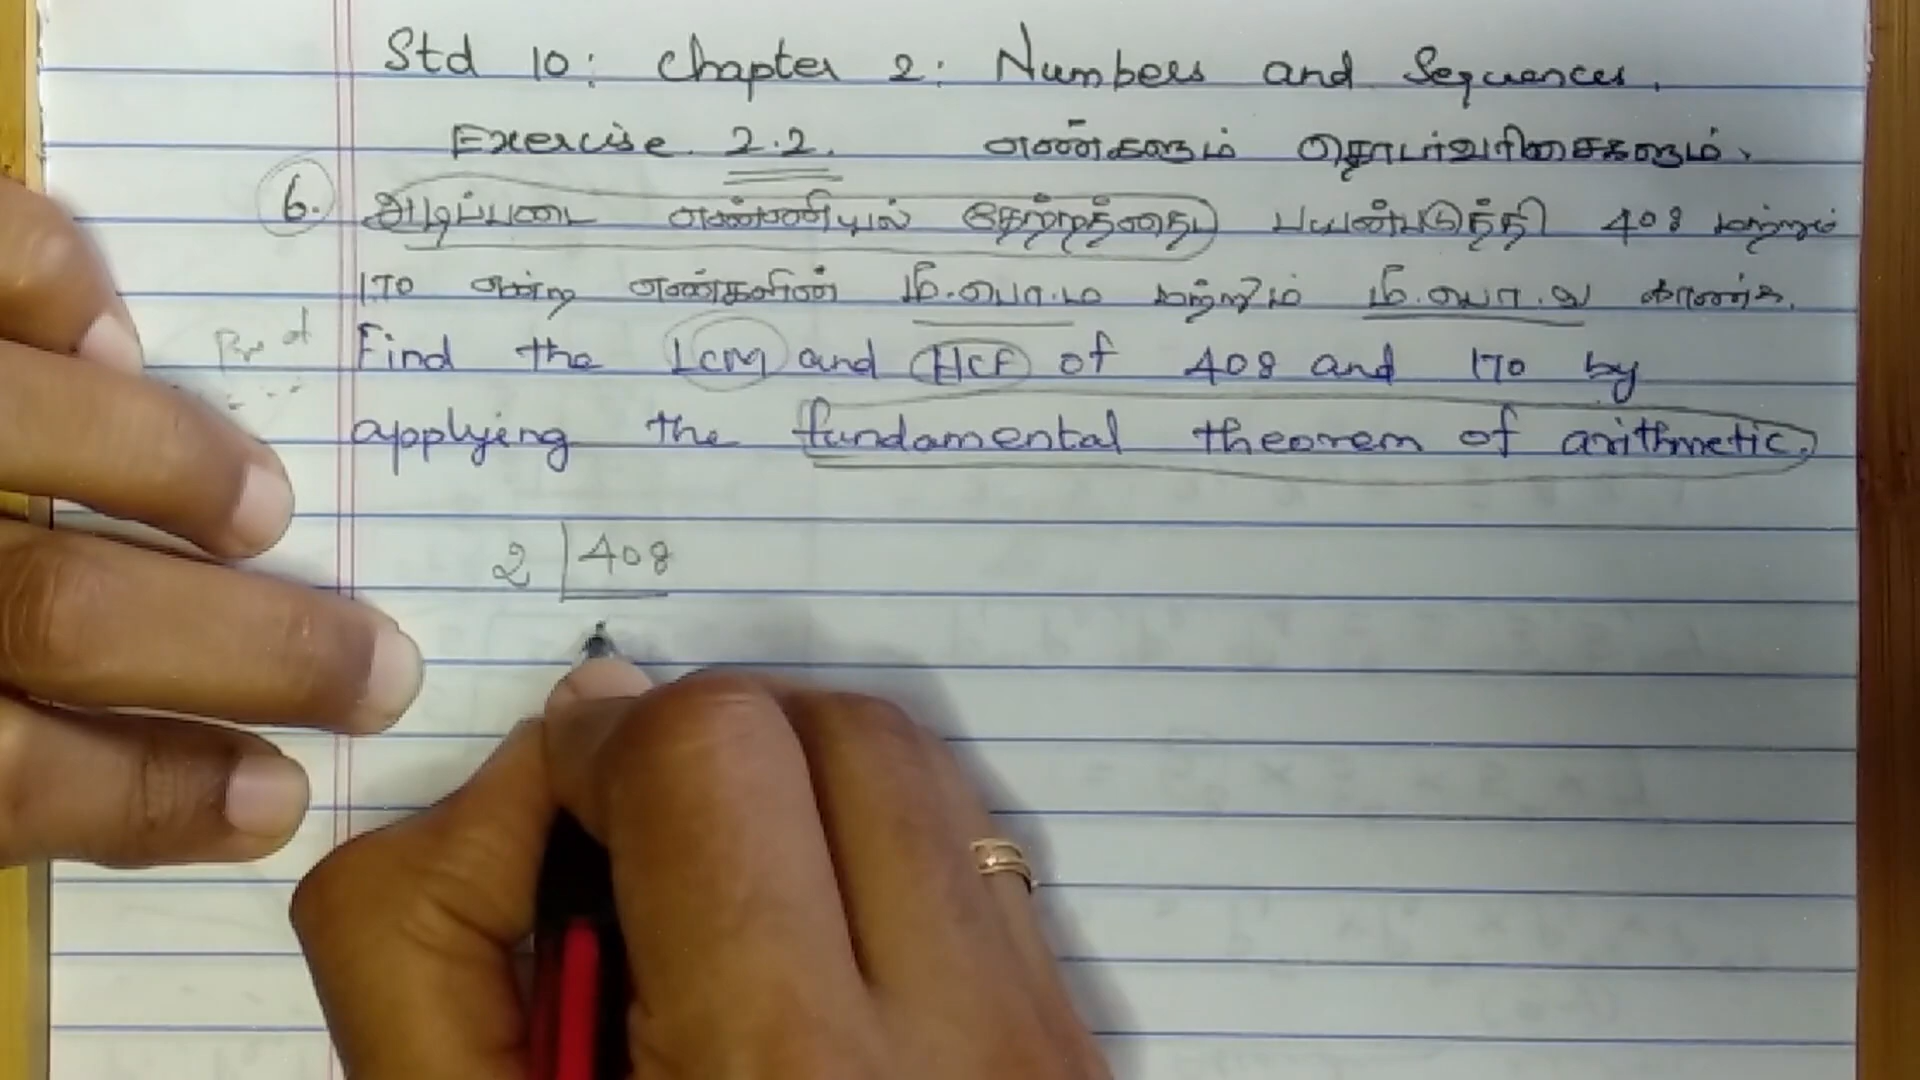 Std 10: Chapter 2: Numbers and Sequences.
Exercise 2.2. எண்களும் தொடர்வரிசைகளும்.
6. அடிப்படை எண்ணியல் தேற்றத்தைப் பயன்படுத்தி 408 மற்றும்
170 என்ற எண்களின் மீ.பொ.ம மற்றும் மீ.பொ.வ காண்க.
Find the LCM and HCF of 408 and 170 by
applying the fundamental theorem of arithmetic.
2 408